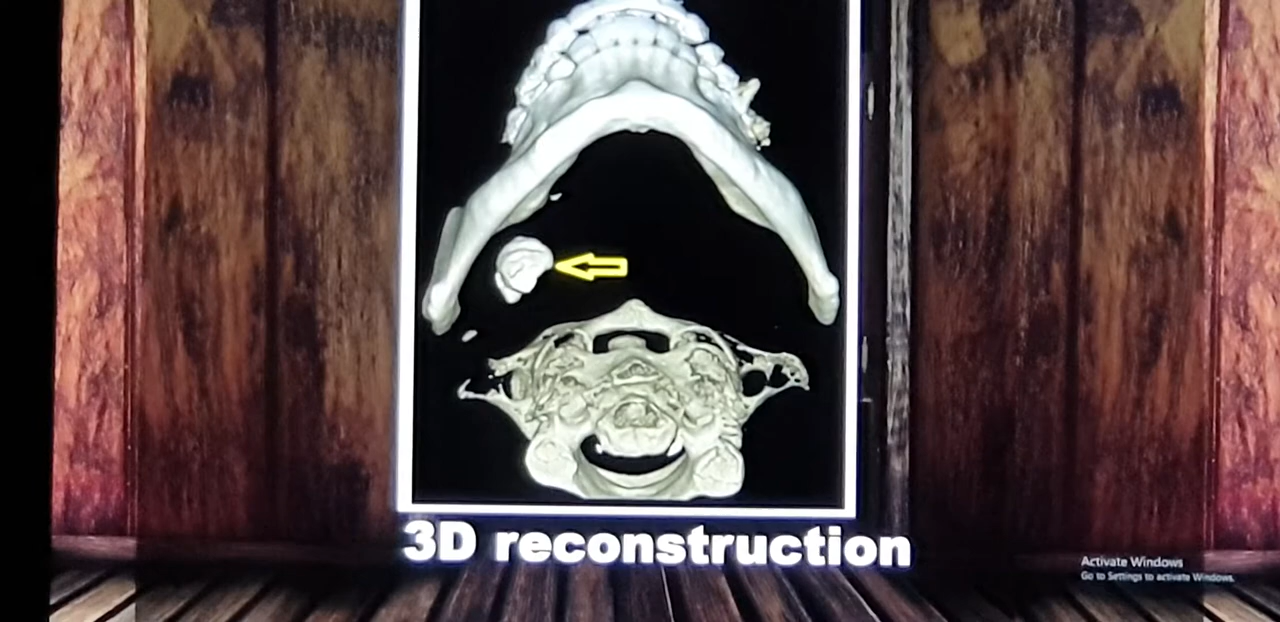 3D reconstruction
Activate Windows
Go to Settings to activate Windows.